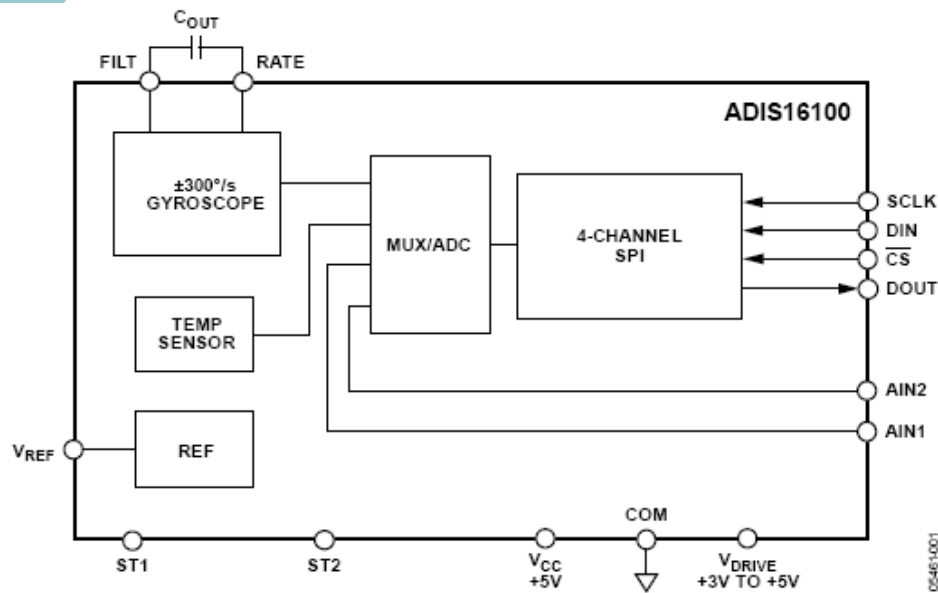 COUT
FILT
RATE
ADIS16100
±300°/s
GYROSCOPE
MUX/ADC
4-CHANNEL
SPI
SCLK
DIN
CS
DOUT
TEMP
SENSOR
AIN2
AIN1
VREF
REF
COM
ST1
ST2
VCC
+5V
VDRIVE
+3V TO +5V
05461-001